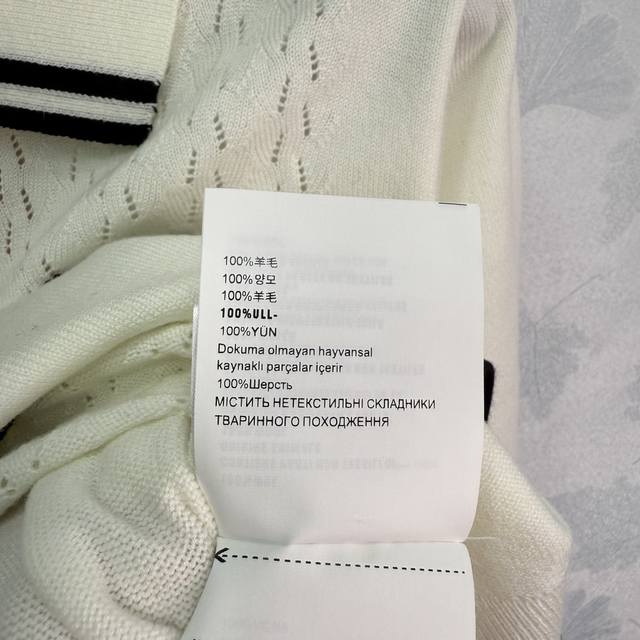 100%羊毛
100%양모
100%羊毛
100%ULL-
100%YÜN
Dokuma olmayan hayvansal
kaynaklı parçalar içerir
100%Шерсть
МІСТИТЬ НЕТЕКСТИЛЬНІ СКЛАДНИКИ
ТВАРИННОГО ПОХОДЖЕННЯ